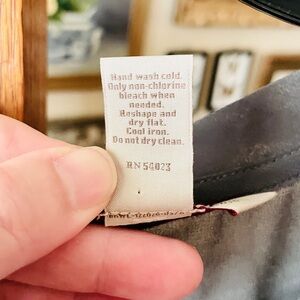 Hand wash cold.
Only non-chlorine
bleach when
needed.
Reshape and
dry flat.
Cool iron.
Do not dry clean.
RN 54023